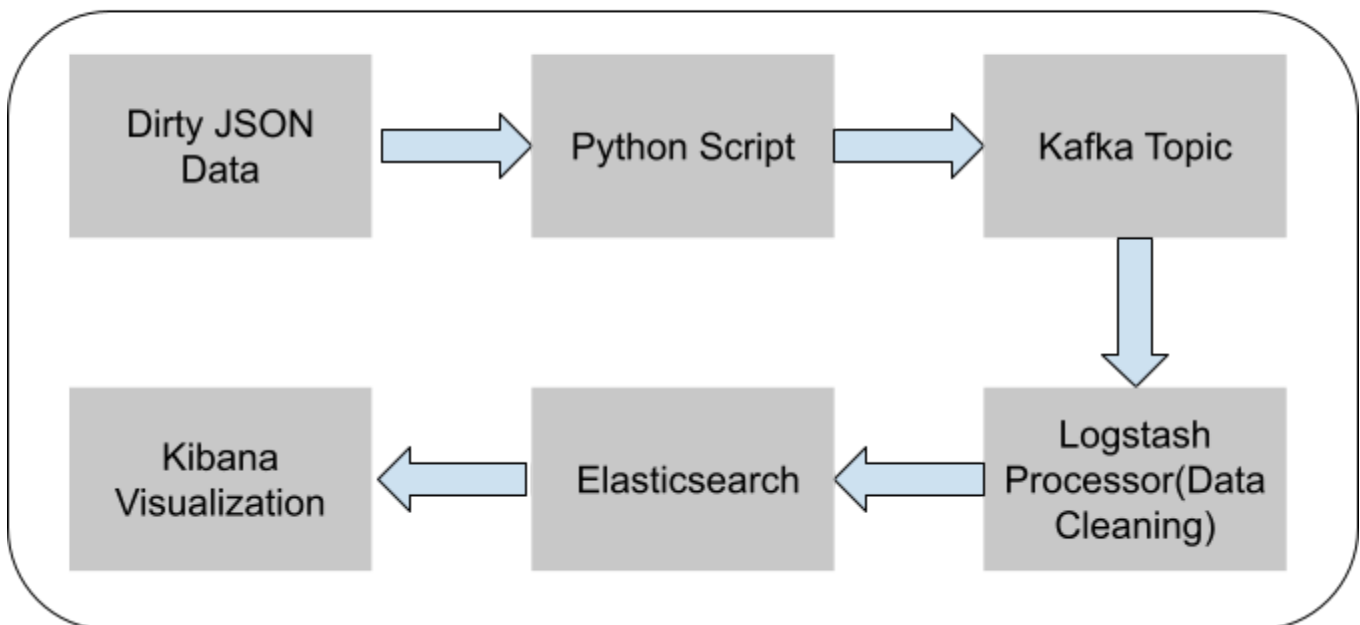 Dirty JSON
Data
Python Script
Kafka Topic
Logstash
Processor(Data
Cleaning)
Elasticsearch
Kibana
Visualization